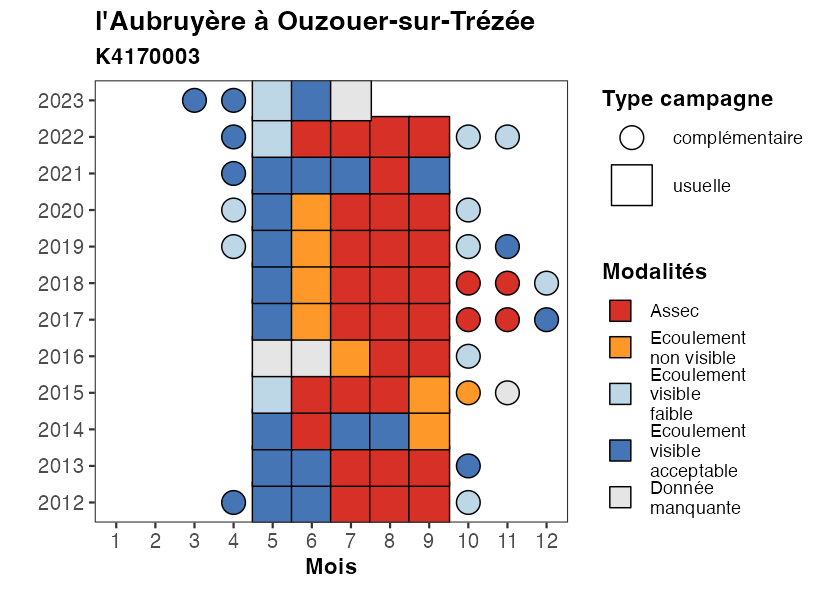 l'Aubruyère à Ouzouer-sur-Trézée
K4170003
2023
2022
2021
2020
2019
2018
2017
2016
2015
2014
2013
2012
1 2 3 4 5 6 7 8 9 10 11 12
Mois
Type campagne
complémentaire
usuelle
Modalités
Assec
Ecoulement
non visible
Ecoulement
visible
faible
Ecoulement
visible
acceptable
Donnée
manquante